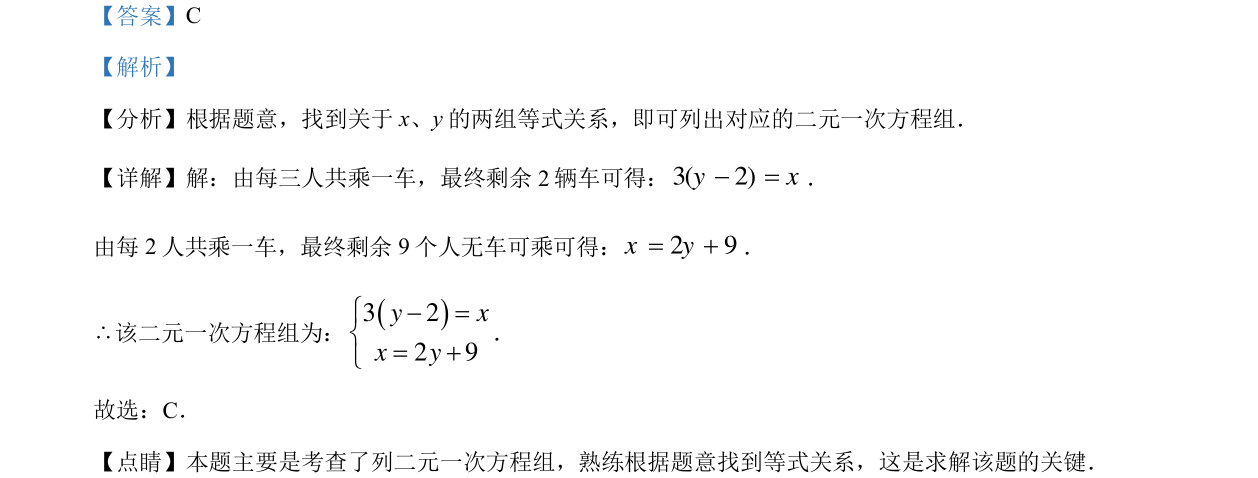 【答案】C
【解析】
【分析】根据题意，找到关于 x、y 的两组等式关系，即可列出对应的二元一次方程组．
【详解】解：由每三人共乘一车，最终剩余 2 辆车可得：3(y − 2) = x．
由每 2 人共乘一车，最终剩余 9 个人无车可乘可得：x = 2y + 9．
∴该二元一次方程组为：{3(y − 2) = x
x = 2y + 9．
故选：C．
【点睛】本题主要是考查了列二元一次方程组，熟练根据题意找到等式关系，这是求解该题的关键．